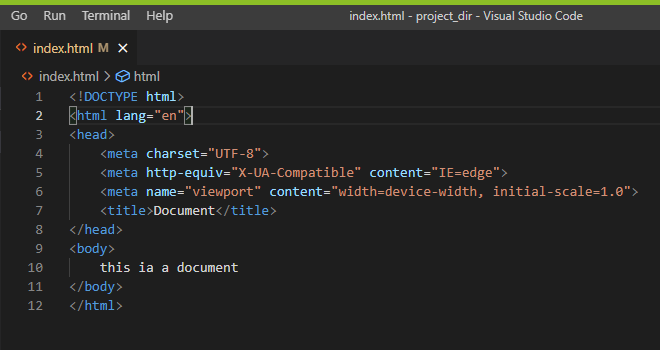 Go Run Terminal Help index.html - project_dir - Visual Studio Code
<> index.html M ×
<> index.html > html
1 <!DOCTYPE html>
2 <html lang="en">
3 <head>
4     <meta charset="UTF-8">
5     <meta http-equiv="X-UA-Compatible" content="IE=edge">
6     <meta name="viewport" content="width=device-width, initial-scale=1.0">
7     <title>Document</title>
8 </head>
9 <body>
10     this ia a document
11 </body>
12 </html>